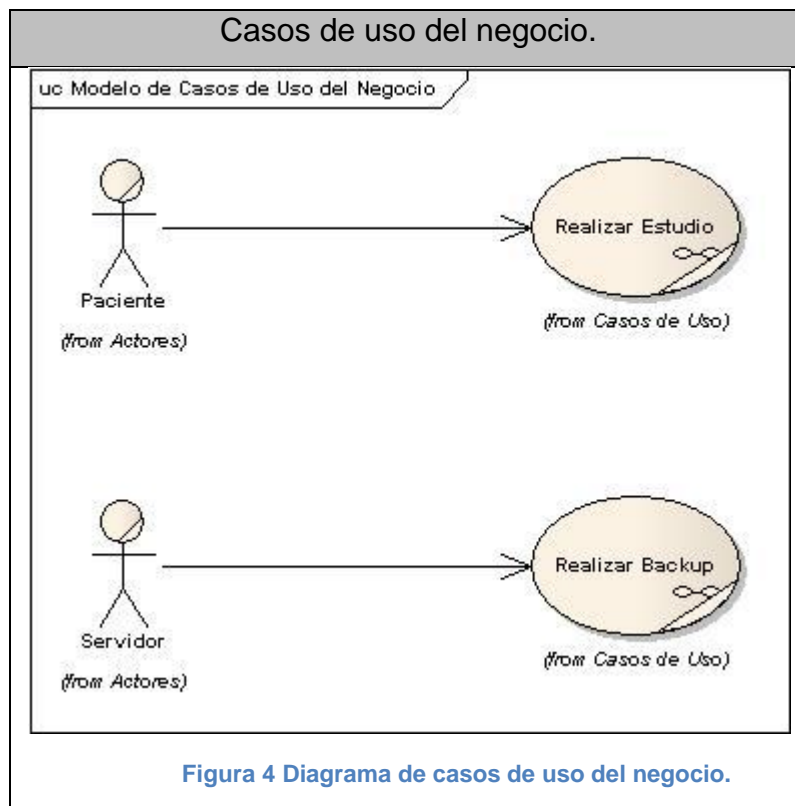 Casos de uso del negocio.
uc Modelo de Casos de Uso del Negocio
Realizar Estudio
Paciente
(from Actores)
(from Casos de Uso)
Realizar Backup
Servidor
(from Actores)
(from Casos de Uso)
Figura 4 Diagrama de casos de uso del negocio.